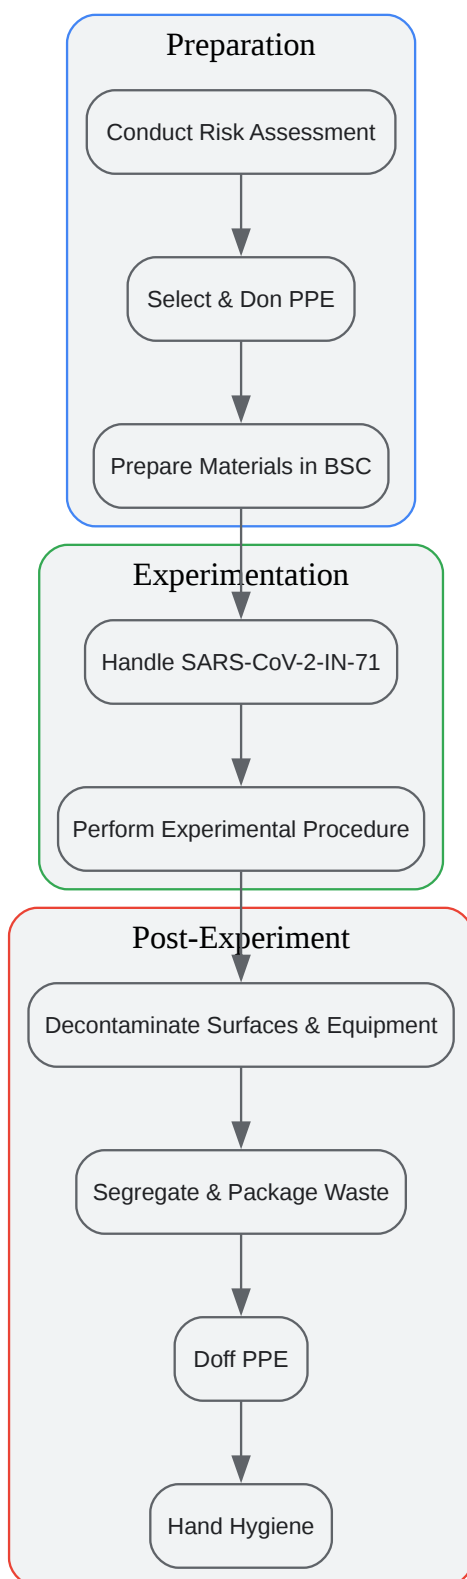 Preparation
Conduct Risk Assessment
Select & Don PPE
Prepare Materials in BSC
Experimentation
Handle SARS-CoV-2-IN-71
Perform Experimental Procedure
Post-Experiment
Decontaminate Surfaces & Equipment
Segregate & Package Waste
Doff PPE
Hand Hygiene